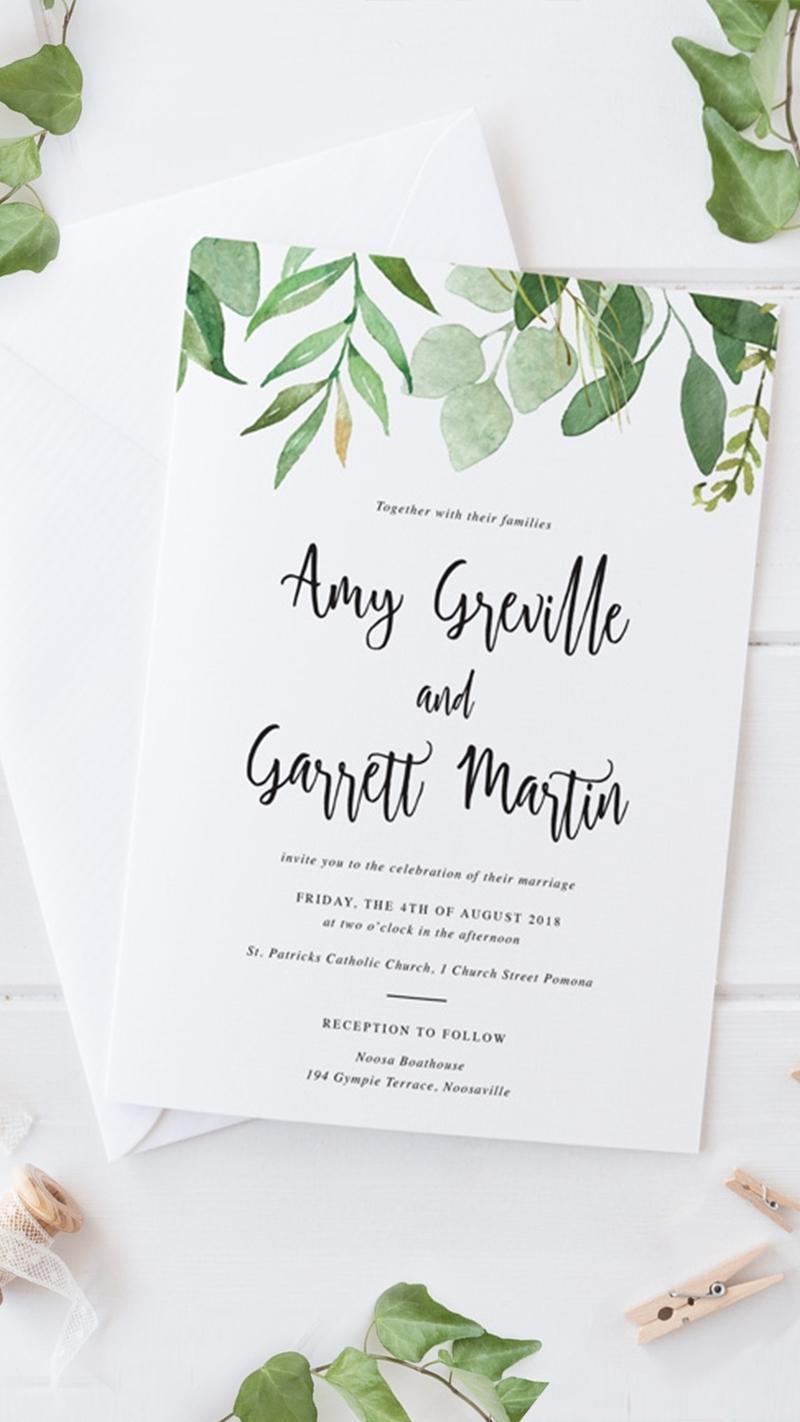 Together with their families
Amy Greville
and
Garrett Martin
invite you to the celebration of their marriage
FRIDAY, THE 4TH OF AUGUST 2018
at two o'clock in the afternoon
St. Patricks Catholic Church, 1 Church Street Pomona
RECEPTION TO FOLLOW
Noosa Boathouse
194 Gympie Terrace, Noosaville